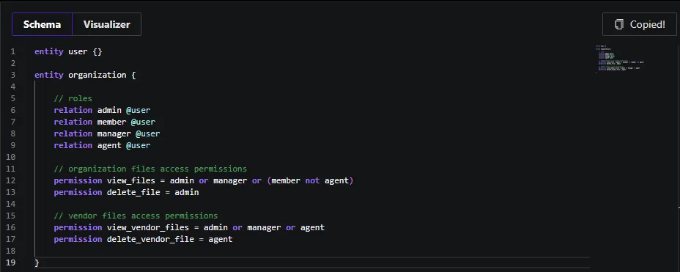 Schema
Visualizer
Copied!
1 entity user {}
2
3 entity organization {
4
5 // roles
6 relation admin @user
7 relation member @user
8 relation manager @user
9 relation agent @user
10
11 // organization files access permissions
12 permission view_files = admin or manager or (member not agent)
13 permission delete_file = admin
14
15 // vendor files access permissions
16 permission view_vendor_files = admin or manager or agent
17 permission delete_vendor_file = agent
18
19 }